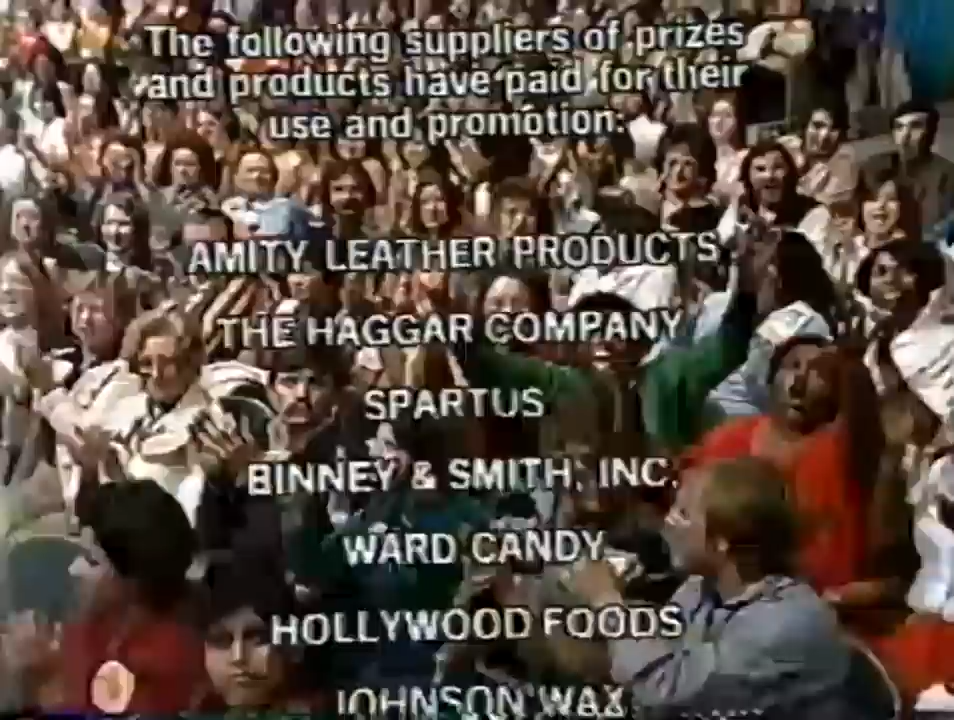 The following suppliers of prizes
and products have paid for their
use and promotion:
AMITY LEATHER PRODUCTS
THE HAGGAR COMPANY
SPARTUS
BINNEY & SMITH, INC.
WARD CANDY
HOLLYWOOD FOODS
JOHNSON WAX